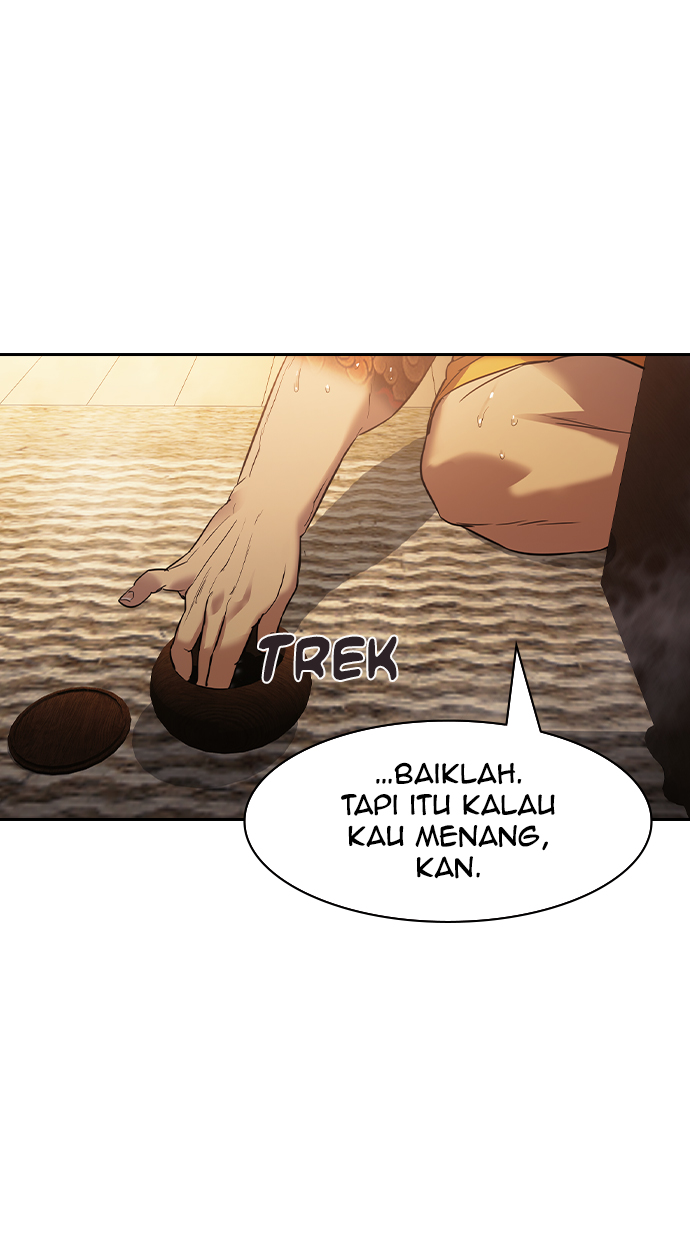 TREK
...BAIKLAH.
TAPI ITU KALAU
KAU MENANG,
KAN.